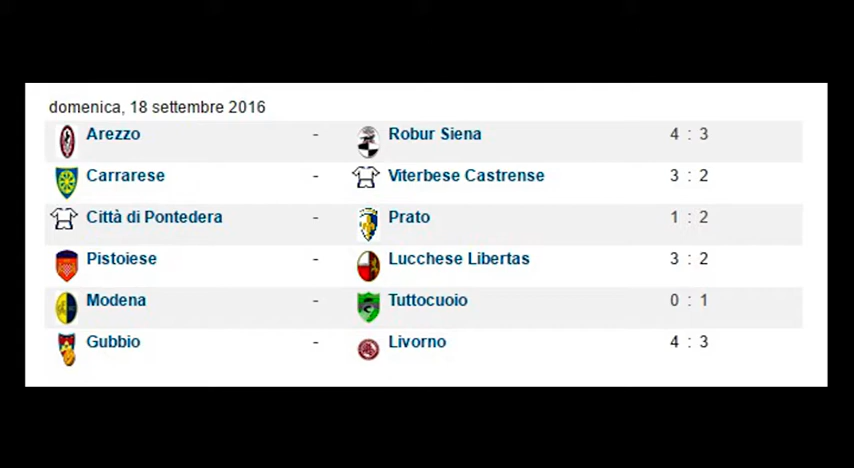 domenica, 18 settembre 2016
Arezzo - Robur Siena 4 : 3
Carrarese - Viterbese Castrense 3 : 2
Città di Pontedera - Prato 1 : 2
Pistoiese - Lucchese Libertas 3 : 2
Modena - Tuttocuoio 0 : 1
Gubbio - Livorno 4 : 3